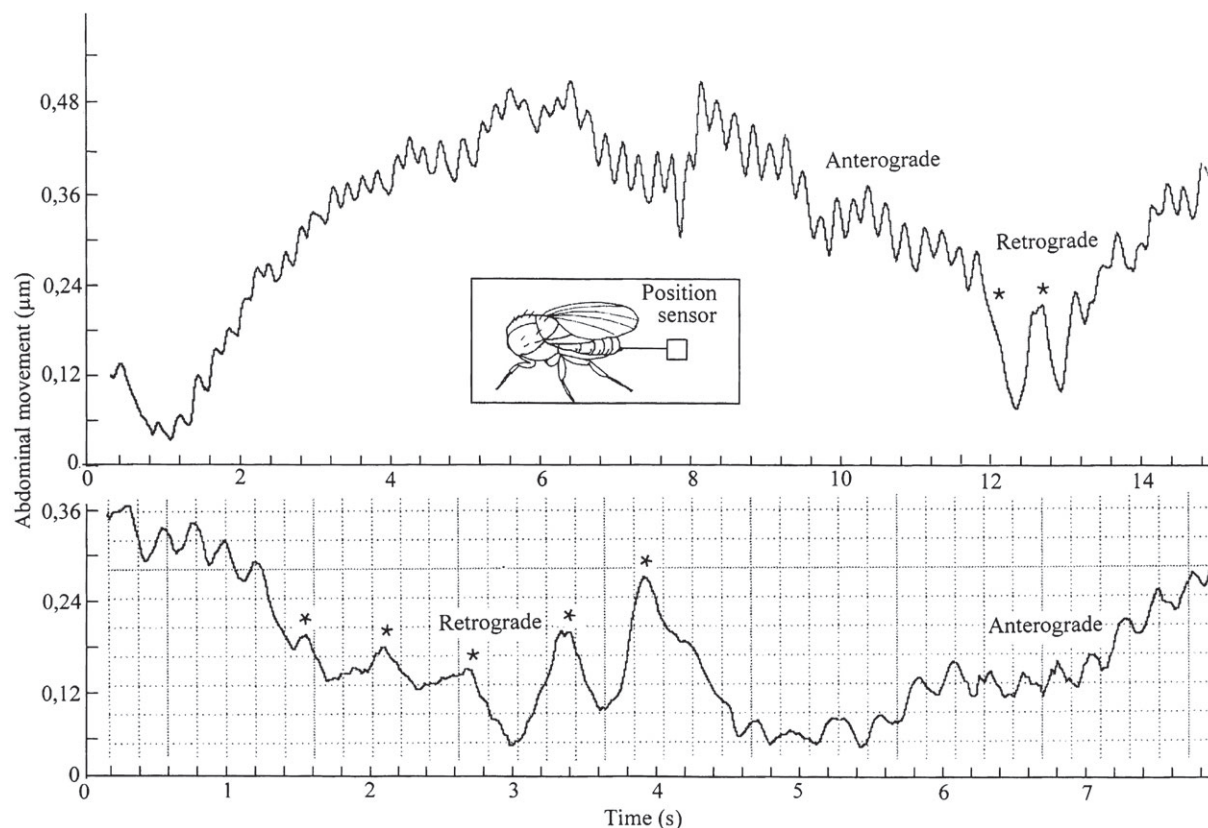 0,48
0,36
0,24
0,12
0
Abdominal movement (μm)
Anterograde
Retrograde
* *
Position
sensor
0 2 4 6 8 10 12 14
0,36
0,24
0,12
0
* * * * *
Retrograde
Anterograde
0 1 2 3 4 5 6 7
Time (s)